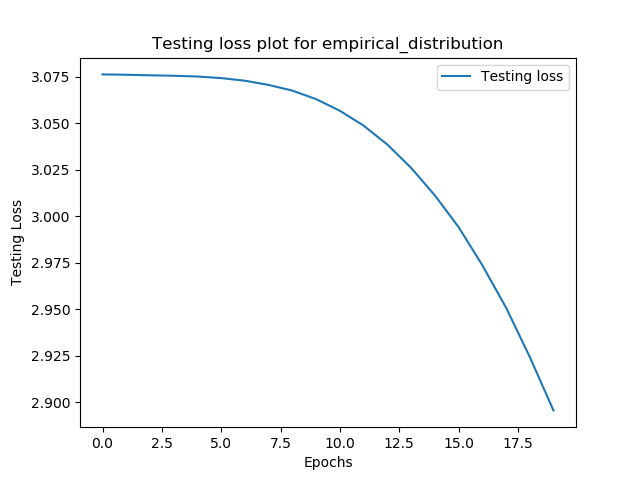 Testing loss plot for empirical_distribution
Testing loss
3.075
3.050
3.025
3.000
2.975
2.950
2.925
2.900
Testing Loss
0.0 2.5 5.0 7.5 10.0 12.5 15.0 17.5
Epochs